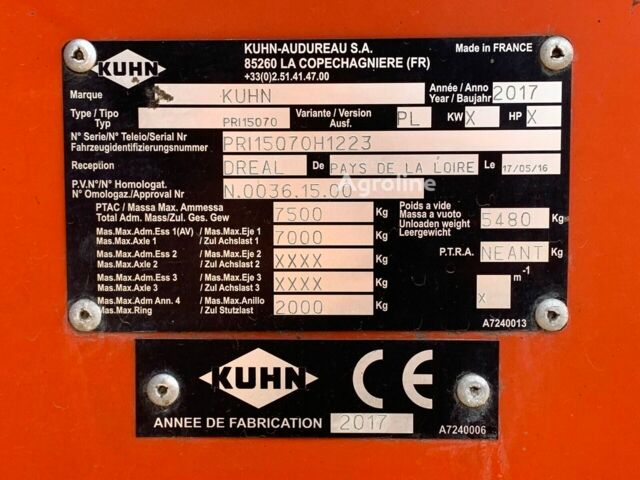 KUHN
KUHN-AUDUREAU S.A.
85260 LA COPECHAGNIERE (FR)
+33(0)2.51.41.47.00
Made in FRANCE
Marque KUHN Année / Anno 2017
Year / Baujahr
Type / Tipo PRI15070 Variante / Version PL KW X HP X
Typ Ausf.
N° Serie/N° Teleio/Serial Nr PRI15070H1223
Fahrzeugidentifizierungsnummer
Reception DREAL De PAYS DE LA LOIRE Le 17/05/16
P.V.N°/N° Homologat. N.0036.15.00
N° Omologaz./Approval Nr
Agroline
PTAC / Massa Max. Ammessa 7500 Kg Poids a vide
Total Adm. Mass/Zul. Ges. Gew Massa a vuoto 5480 Kg
Unloaden weight
Leergewicht
Mas.Max.Adm.Ess 1(AV) / Mas.Max.Eje 1 7000 Kg
Mas.Max.Axle 1 / Zul Achslast 1
Mas.Max.Adm.Ess 2 / Mas.Max.Eje 2 XXXX Kg P.T.R.A. NEANT Kg
Mas.Max.Axle 2 / Zul Achslast 2
Mas.Max.Adm.Ess 3 / Mas.Max.Eje 3 XXXX Kg m-1
Mas.Max.Axle 3 / Zul Achslast 3
Mas.Max.Adm Ann. 4 / Mas.Max.Anillo 2000 Kg X
Mas.Max.Ring / Zul Stutzlast
A7240013
KUHN CE
ANNEE DE FABRICATION 2017 A7240006